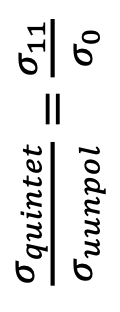 σ_quintet / σ_uunpol = σ_11 / σ_0